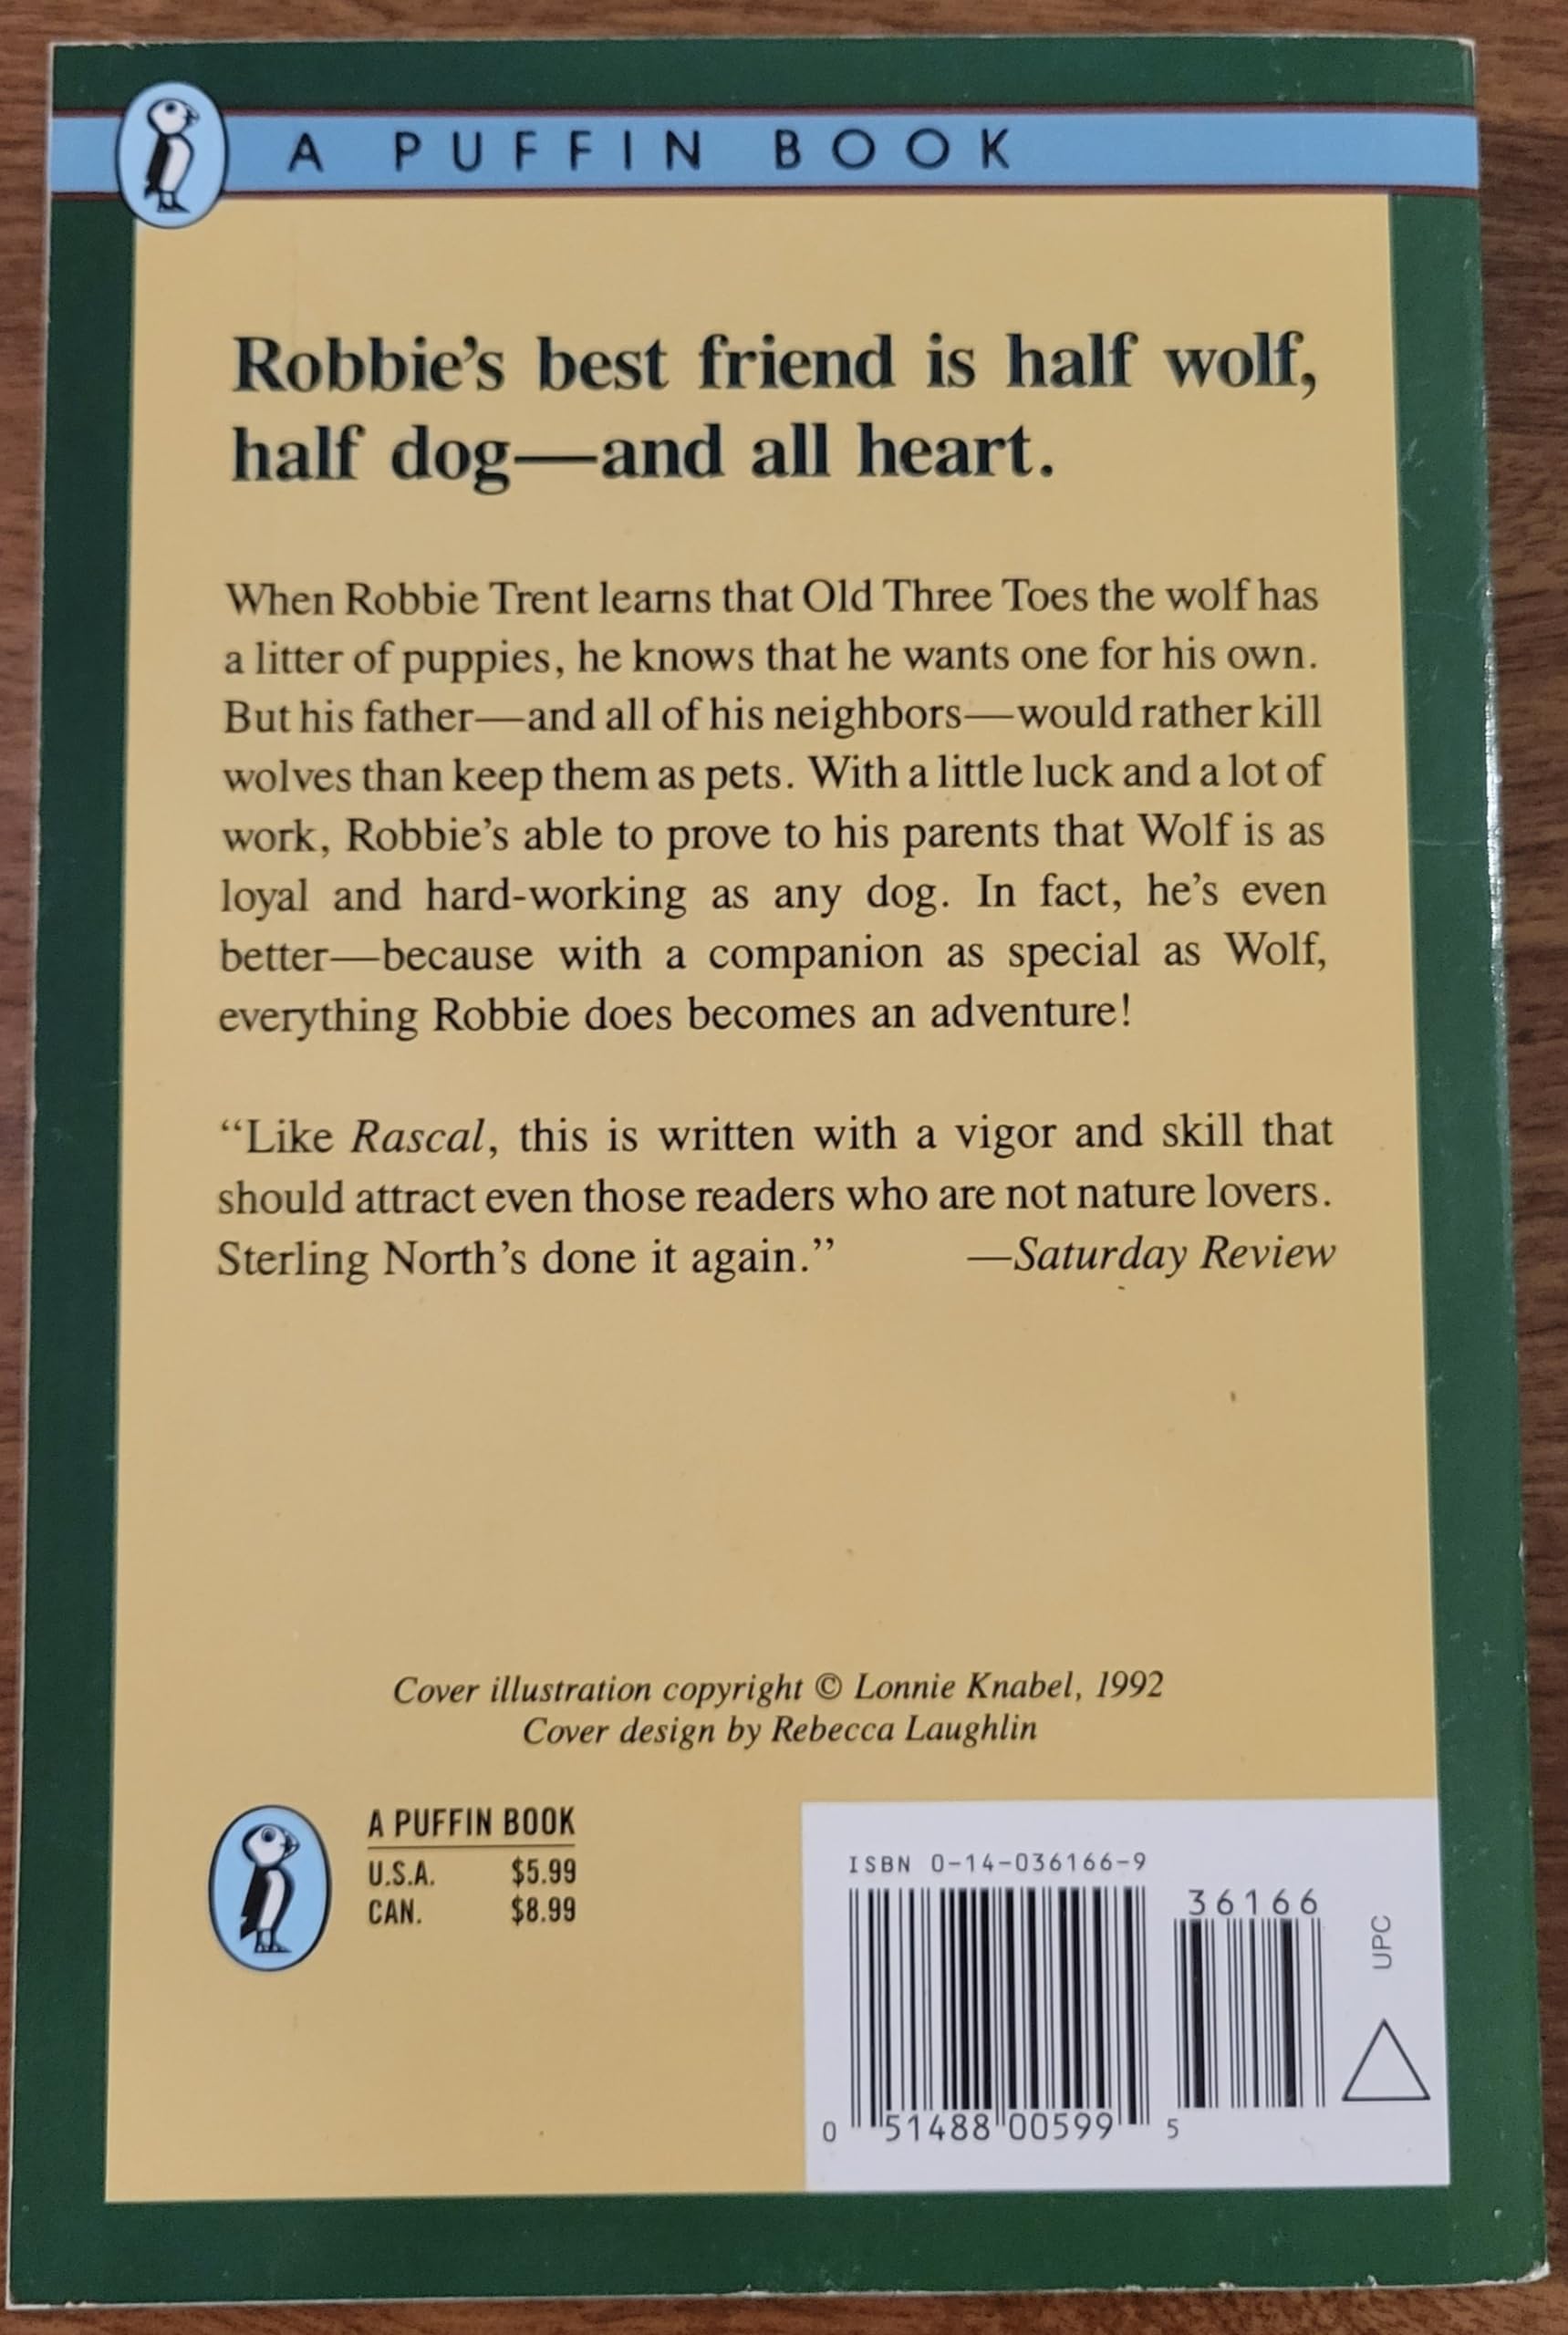 A PUFFIN BOOK
Robbie’s best friend is half wolf,
half dog—and all heart.
When Robbie Trent learns that Old Three Toes the wolf has
a litter of puppies, he knows that he wants one for his own.
But his father—and all of his neighbors—would rather kill
wolves than keep them as pets. With a little luck and a lot of
work, Robbie’s able to prove to his parents that Wolf is as
loyal and hard-working as any dog. In fact, he’s even
better—because with a companion as special as Wolf,
everything Robbie does becomes an adventure!
“Like Rascal, this is written with a vigor and skill that
should attract even those readers who are not nature lovers.
Sterling North’s done it again.” —Saturday Review
Cover illustration copyright © Lonnie Knabel, 1992
Cover design by Rebecca Laughlin
A PUFFIN BOOK
U.S.A. $5.99
CAN. $8.99
ISBN 0-14-036166-9
36166
UPC
0 51488 00599 5